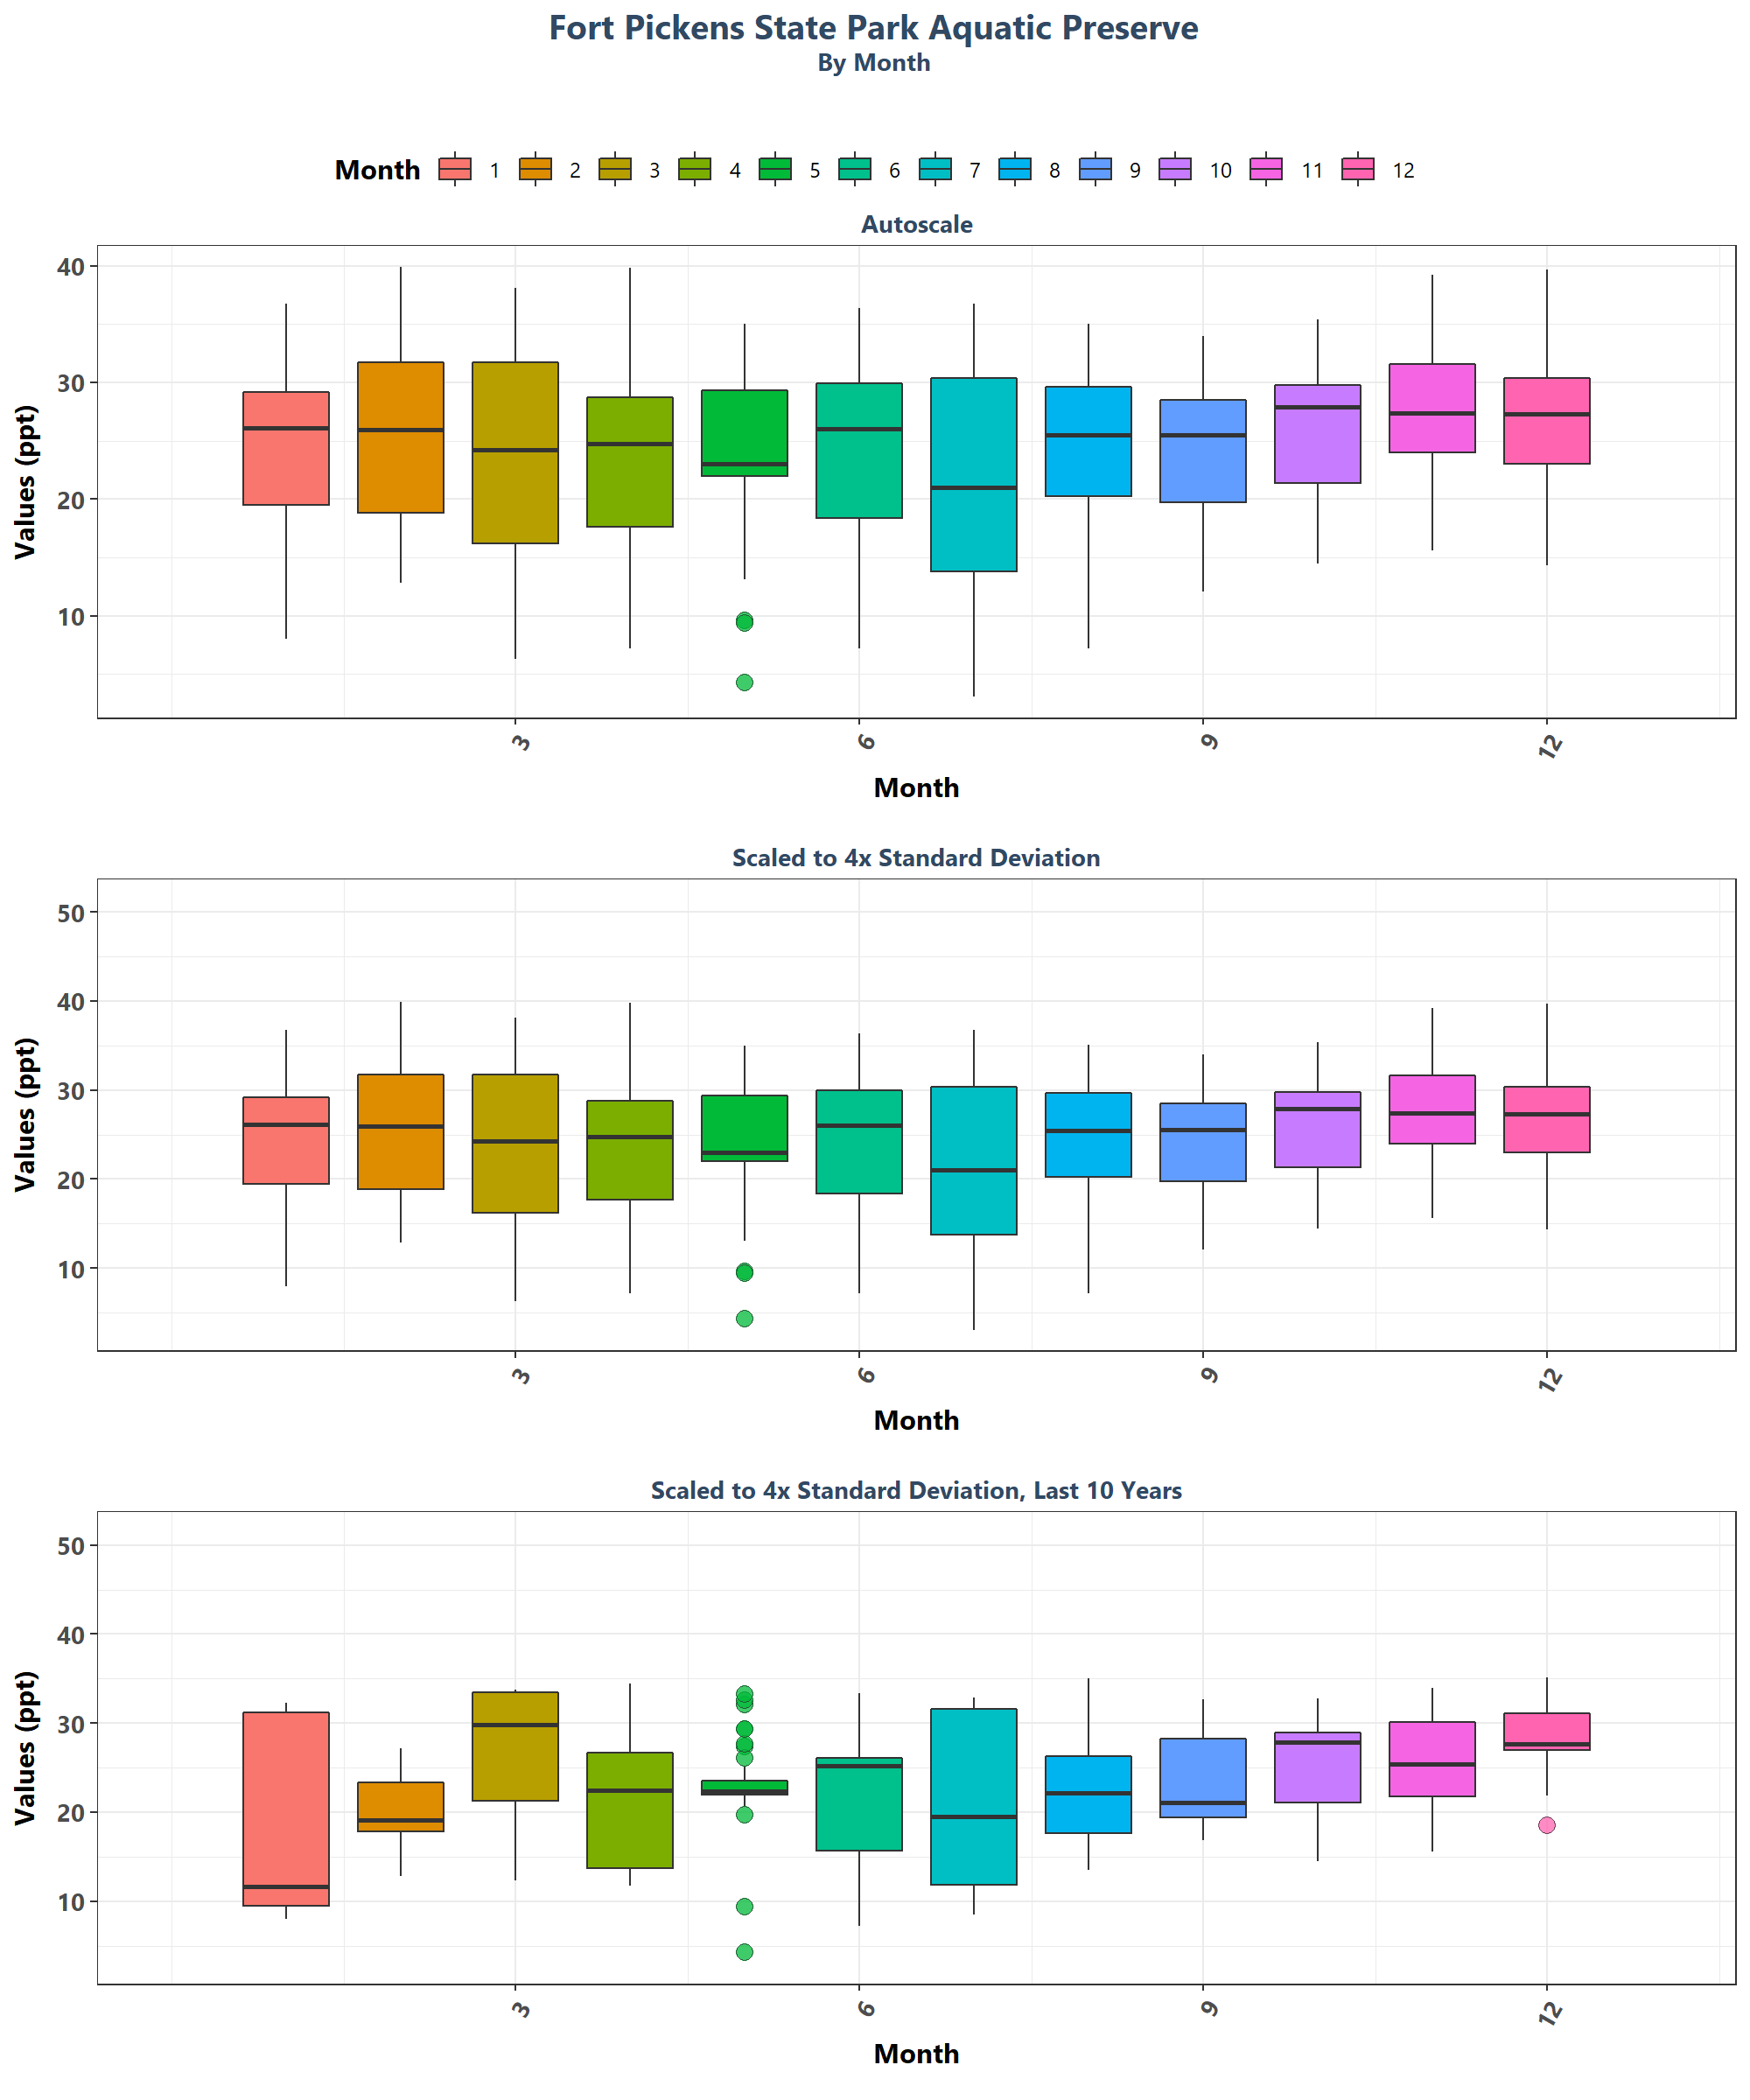 Fort Pickens State Park Aquatic Preserve
By Month
Month 1 2 3 4 5 6 7 8 9 10 11 12
Autoscale
40
30
20
10
Values (ppt)
3 6 9 12
Month
Scaled to 4x Standard Deviation
50
40
30
20
10
Values (ppt)
3 6 9 12
Month
Scaled to 4x Standard Deviation, Last 10 Years
50
40
30
20
10
Values (ppt)
3 6 9 12
Month